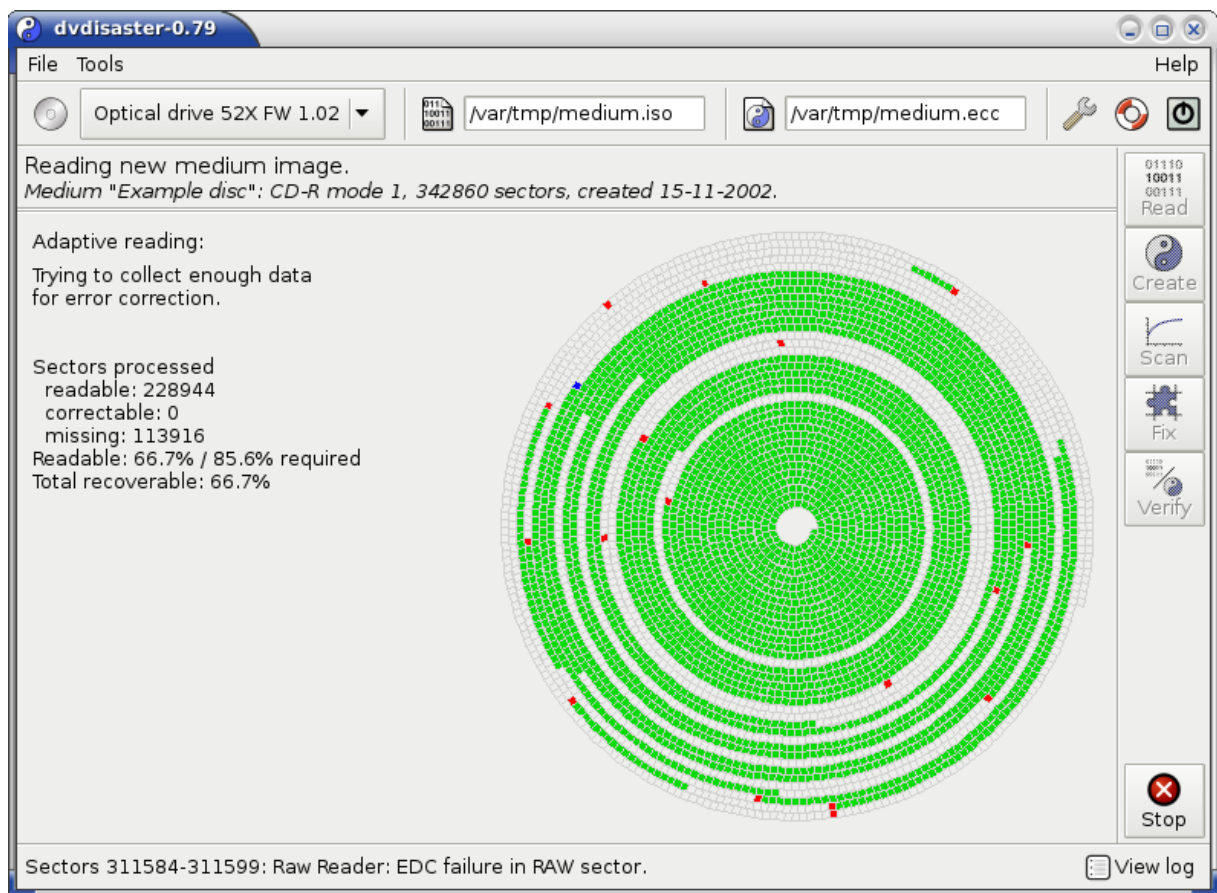 dvdisaster-0.79
File Tools Help
Optical drive 52X FW 1.02 /var/tmp/medium.iso /var/tmp/medium.ecc
Reading new medium image.
Medium "Example disc": CD-R mode 1, 342860 sectors, created 15-11-2002.
Adaptive reading:
Trying to collect enough data
for error correction.
Sectors processed
readable: 228944
correctable: 0
missing: 113916
Readable: 66.7% / 85.6% required
Total recoverable: 66.7%
01110
10011
00111
Read
Create
Scan
Fix
Verify
Stop
Sectors 311584-311599: Raw Reader: EDC failure in RAW sector. View log